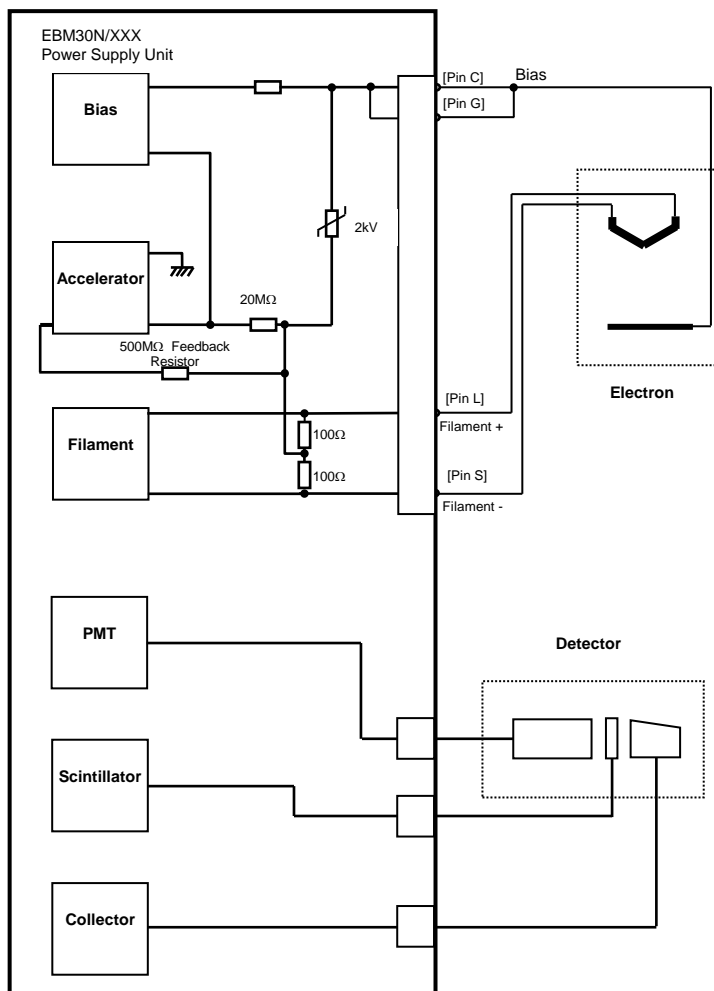 EBM30N/XXX
Power Supply Unit
Bias
[Pin C]
Bias
[Pin G]
2kV
Accelerator
20MΩ
500MΩ Feedback
Resistor
Electron
[Pin L]
Filament +
100Ω
Filament
100Ω
[Pin S]
Filament -
PMT
Detector
Scintillator
Collector